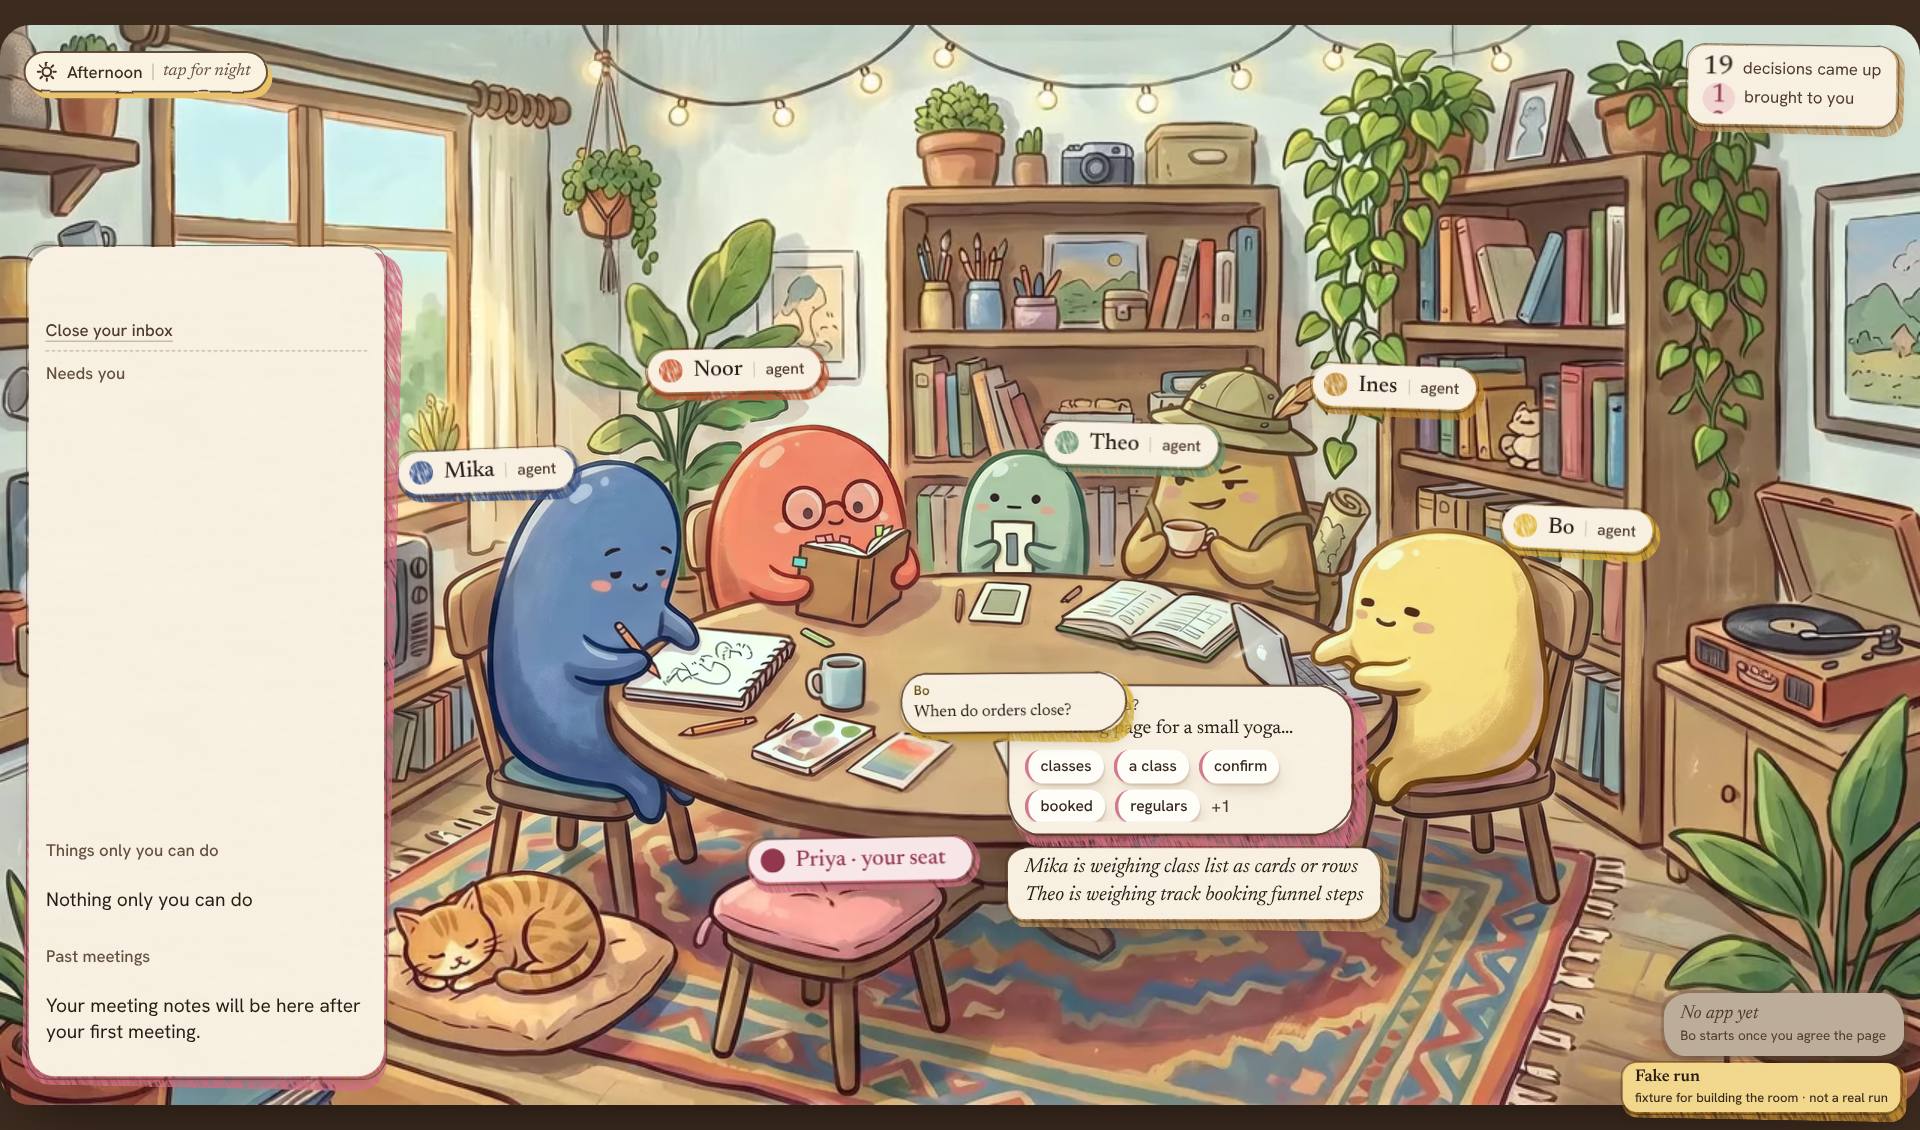 Afternoon | tap for night
19 decisions came up
1 brought to you
Close your inbox
Needs you
Noor | agent
Ines | agent
Theo | agent
Mika | agent
Bo | agent
Bo
When do orders close?
page for a small yoga...
classes
a class
confirm
booked
regulars
+1
Priya · your seat
Mika is weighing class list as cards or rows
Theo is weighing track booking funnel steps
Things only you can do
Nothing only you can do
Past meetings
Your meeting notes will be here after
your first meeting.
No app yet
Bo starts once you agree the page
Fake run
fixture for building the room · not a real run